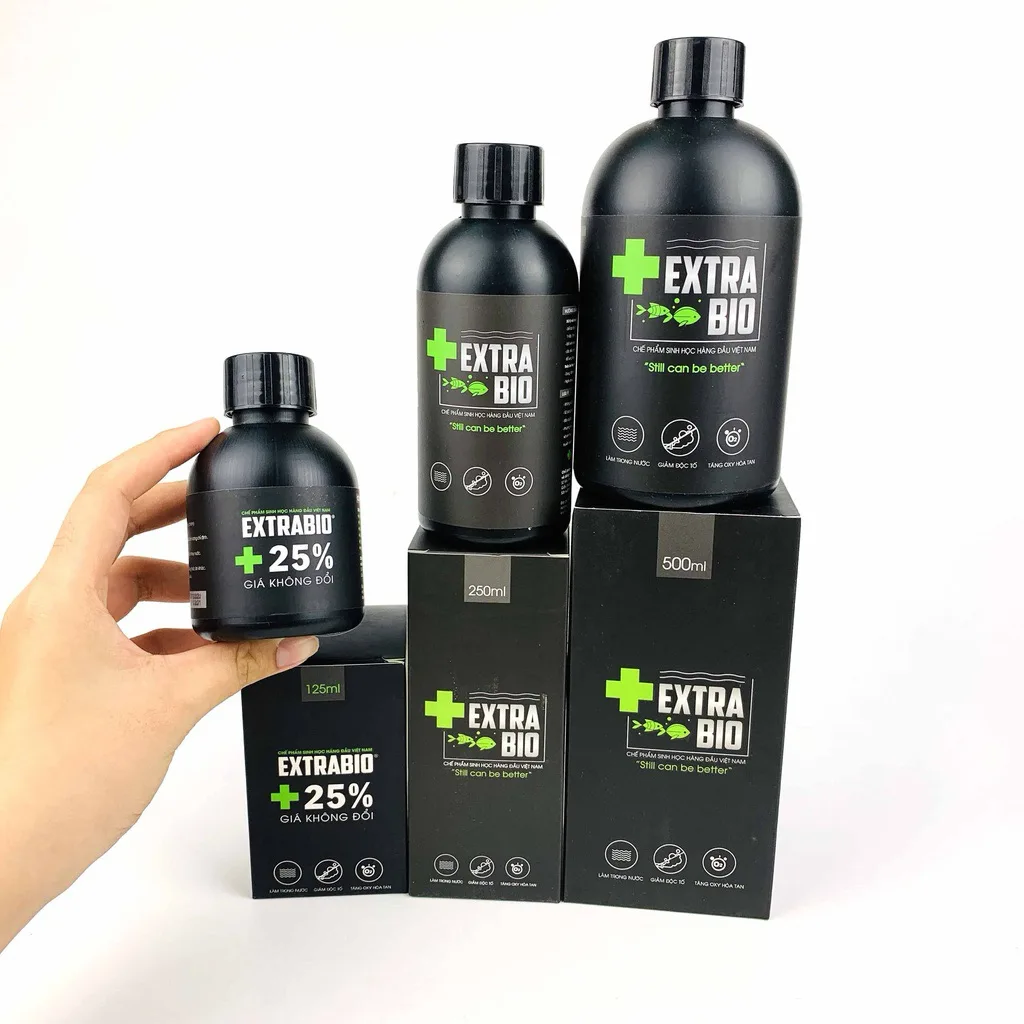 EXTRA
BIO
CHẾ PHẨM SINH HỌC HÀNG ĐẦU VIỆT NAM
"Still can be better"
LÀM TRONG NƯỚC
GIẢM ĐỘC TỐ
O₂
TĂNG OXY HÒA TAN
EXTRA
BIO
CHẾ PHẨM SINH HỌC HÀNG ĐẦU VIỆT NAM
"Still can be better"
O₂
CHẾ PHẨM SINH HỌC HÀNG ĐẦU VIỆT NAM
EXTRABIO®
+ 25%
GIÁ KHÔNG ĐỔI
125ml
CHẾ PHẨM SINH HỌC HÀNG ĐẦU VIỆT NAM
EXTRABIO®
+ 25%
GIÁ KHÔNG ĐỔI
LÀM TRONG NƯỚC
GIẢM ĐỘC TỐ
O₂
TĂNG OXY HÒA TAN
250ml
EXTRA
BIO
CHẾ PHẨM SINH HỌC HÀNG ĐẦU VIỆT NAM
"Still can be better"
LÀM TRONG NƯỚC
GIẢM ĐỘC TỐ
O₂
TĂNG OXY HÒA TAN
500ml
EXTRA
BIO
CHẾ PHẨM SINH HỌC HÀNG ĐẦU VIỆT NAM
"Still can be better"
LÀM TRONG NƯỚC
GIẢM ĐỘC TỐ
O₂
TĂNG OXY HÒA TAN